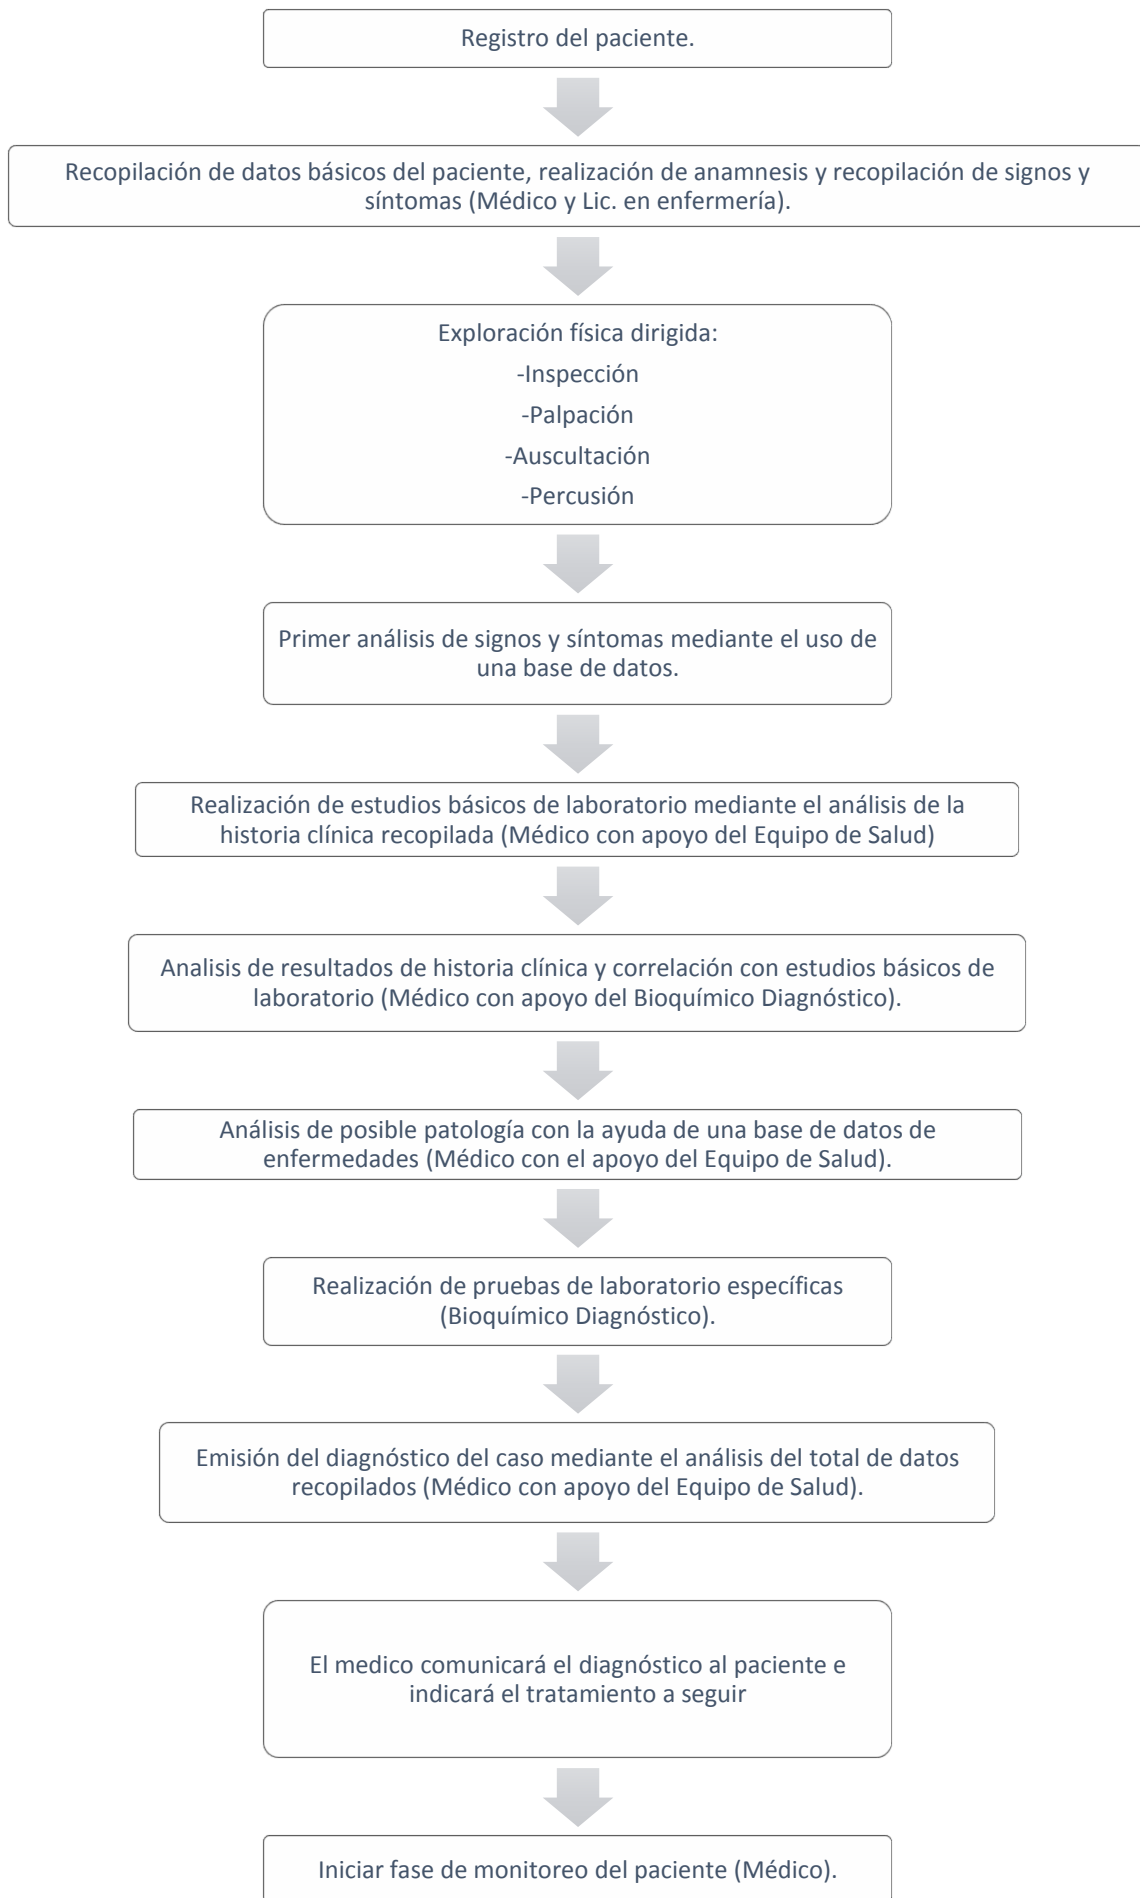 Registro del paciente.
Recopilación de datos básicos del paciente, realización de anamnesis y recopilación de signos y
síntomas (Médico y Lic. en enfermería).
Exploración física dirigida:
-Inspección
-Palpación
-Auscultación
-Percusión
Primer análisis de signos y síntomas mediante el uso de
una base de datos.
Realización de estudios básicos de laboratorio mediante el análisis de la
historia clínica recopilada (Médico con apoyo del Equipo de Salud)
Analisis de resultados de historia clínica y correlación con estudios básicos de
laboratorio (Médico con apoyo del Bioquímico Diagnóstico).
Análisis de posible patología con la ayuda de una base de datos de
enfermedades (Médico con el apoyo del Equipo de Salud).
Realización de pruebas de laboratorio específicas
(Bioquímico Diagnóstico).
Emisión del diagnóstico del caso mediante el análisis del total de datos
recopilados (Médico con apoyo del Equipo de Salud).
El medico comunicará el diagnóstico al paciente e
indicará el tratamiento a seguir
Iniciar fase de monitoreo del paciente (Médico).